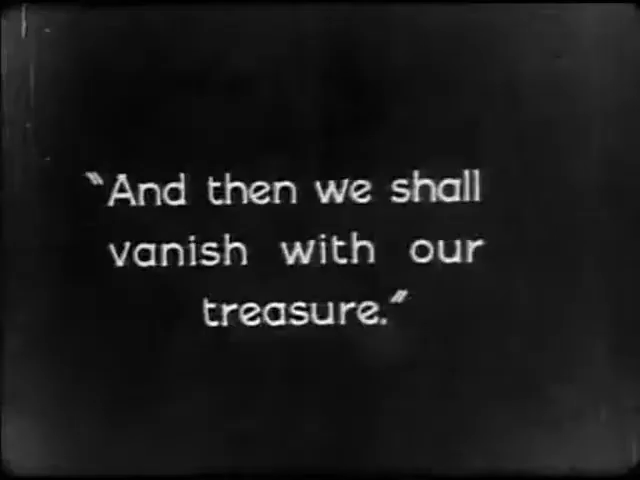 "And then we shall
vanish with our
treasure."